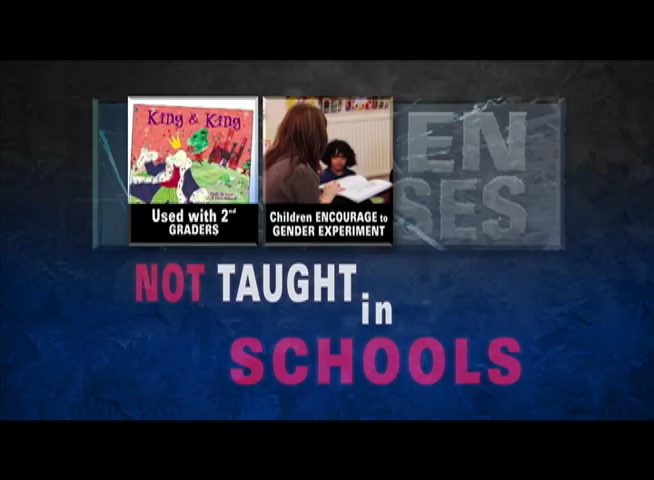 King & King
Used with 2nd
GRADERS
Children ENCOURAGE to
GENDER EXPERIMENT
EN
SES
NOT TAUGHT
in
SCHOOLS